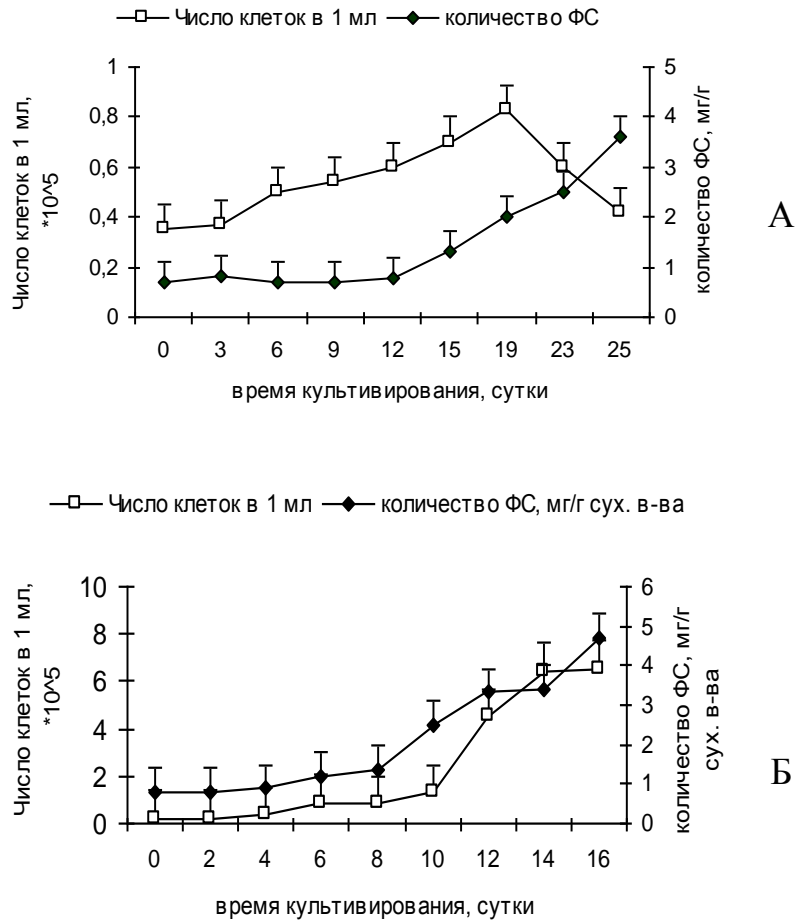 Число клеток в 1 мл количество ФС
Число клеток в 1 мл,
*10^5
1
0,8
0,6
0,4
0,2
0
5
4
3
2
1
0
количество ФС, мг/г
А
0 3 6 9 12 15 19 23 25
время культивирования, сутки
Число клеток в 1 мл количество ФС, мг/г сух. в-ва
Число клеток в 1 мл,
*10^5
10
8
6
4
2
0
6
5
4
3
2
1
0
количество ФС, мг/г
сух. в-ва
Б
0 2 4 6 8 10 12 14 16
время культивирования, сутки